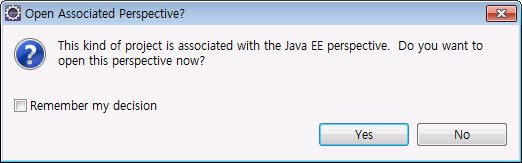 Open Associated Perspective?
This kind of project is associated with the Java EE perspective.  Do you want to
open this perspective now?
Remember my decision
Yes
No